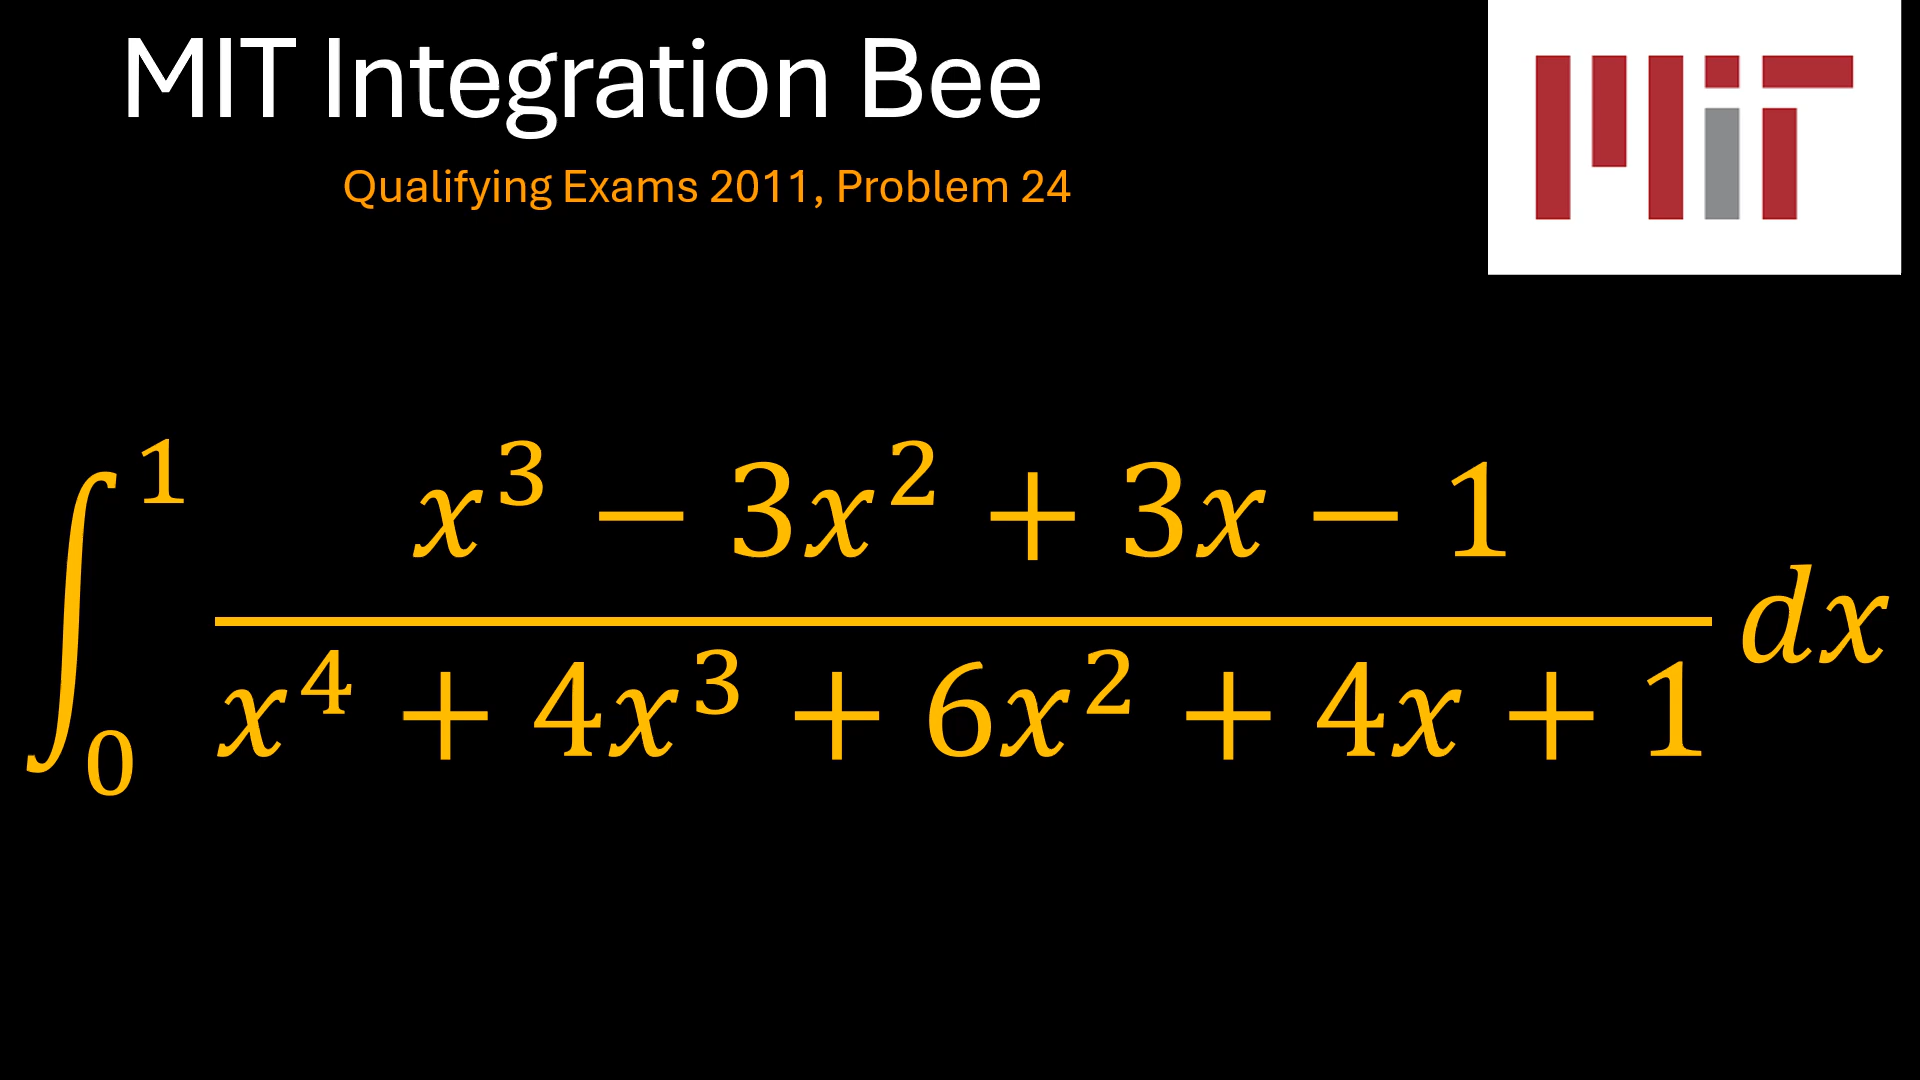 MIT Integration Bee
MiT
Qualifying Exams 2011, Problem 24
∫₀¹ (x³ − 3x² + 3x − 1) / (x⁴ + 4x³ + 6x² + 4x + 1) dx